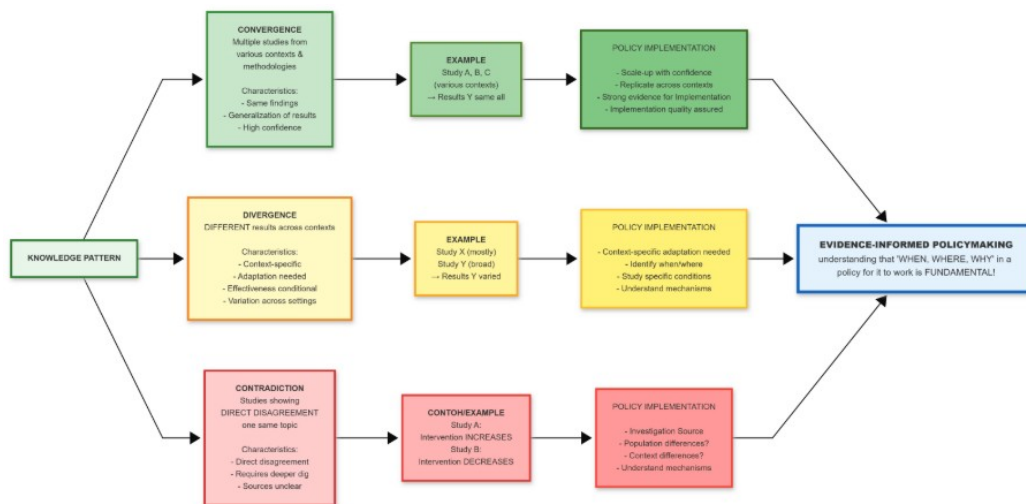 CONVERGENCE
Multiple studies from
various contexts &
methodologies
Characteristics:
- Same findings
- Generalization of results
- High confidence
EXAMPLE
Study A, B, C
(various contexts)
→ Results Y same all
POLICY IMPLEMENTATION
- Scale-up with confidence
- Replicate across contexts
- Strong evidence for Implementation
- Implementation quality assured
KNOWLEDGE PATTERN
DIVERGENCE
DIFFERENT results across contexts
Characteristics:
- Context-specific
- Adaptation needed
- Effectiveness conditional
- Variation across settings
EXAMPLE
Study X (mostly)
Study Y (broad)
→ Results Y varied
POLICY IMPLEMENTATION
- Context-specific adaptation needed
- Identify when/where
- Study specific conditions
- Understand mechanisms
EVIDENCE-INFORMED POLICYMAKING
understanding that 'WHEN, WHERE, WHY' in a
policy for it to work is FUNDAMENTAL!
CONTRADICTION
Studies showing
DIRECT DISAGREEMENT
one same topic
Characteristics:
- Direct disagreement
- Requires deeper dig
- Sources unclear
CONTOH/EXAMPLE
Study A:
Intervention INCREASES
Study B:
Intervention DECREASES
POLICY IMPLEMENTATION
- Investigation Source
- Population differences?
- Context differences?
- Understand mechanisms